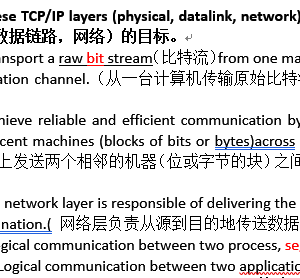 se TCP/IP layers (physical, datalink, network)
数据链路，网络）的目标。
nsport a raw bit stream（比特流）from one ma
ation channel.（从一台计算机传输原始比特
hieve reliable and efficient communication by
cent machines (blocks of bits or bytes)across
上发送两个相邻的机器（位或字节的块）之间
network layer is responsible of delivering the
nation.( 网络层负责从源到目的地传送数据
ogical communication between two process, se
Logical communication between two applicatio